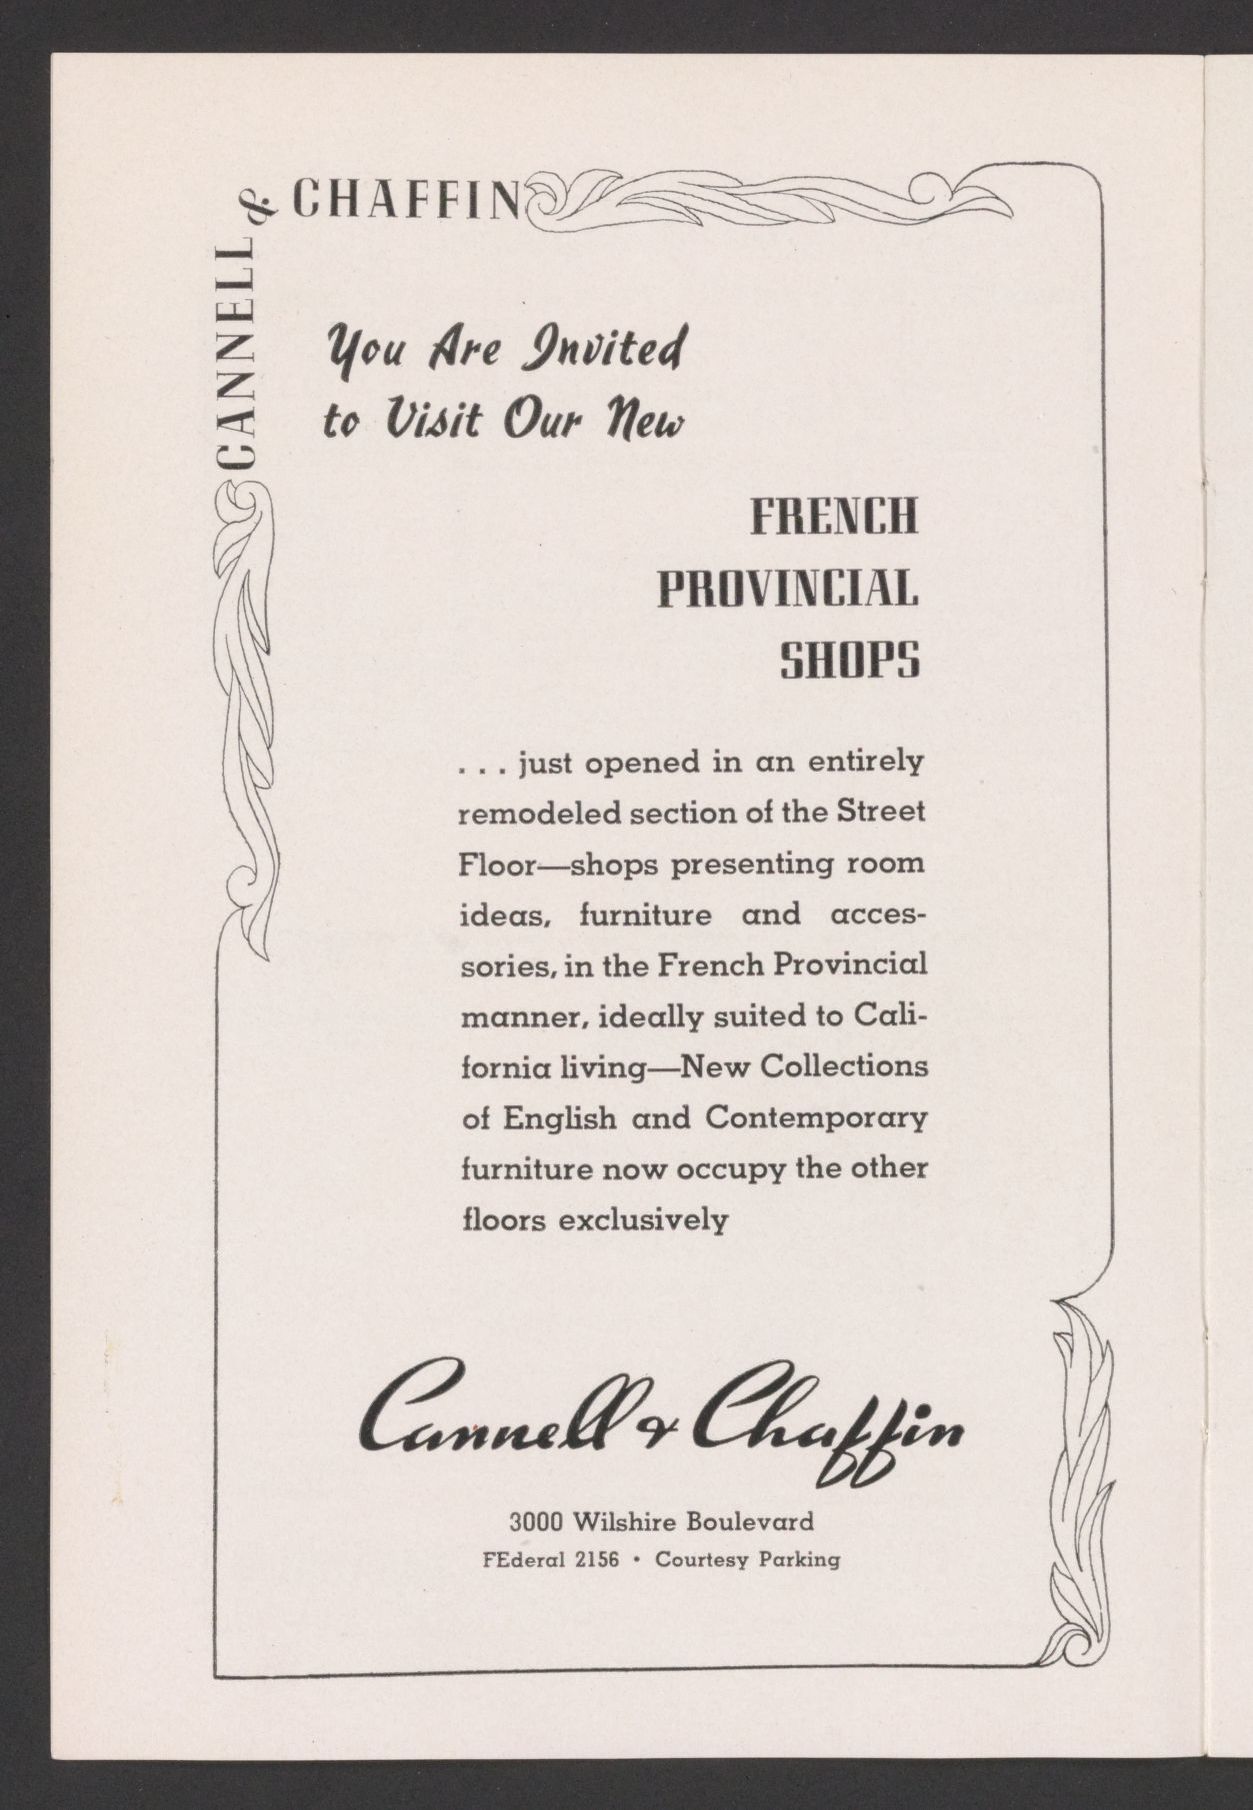 CANNELL & CHAFFIN
You Are Invited
to Visit Our New
FRENCH
PROVINCIAL
SHOPS
. . . just opened in an entirely
remodeled section of the Street
Floor—shops presenting room
ideas, furniture and acces-
sories, in the French Provincial
manner, ideally suited to Cali-
fornia living—New Collections
of English and Contemporary
furniture now occupy the other
floors exclusively
Cannell & Chaffin
3000 Wilshire Boulevard
FEderal 2156 • Courtesy Parking